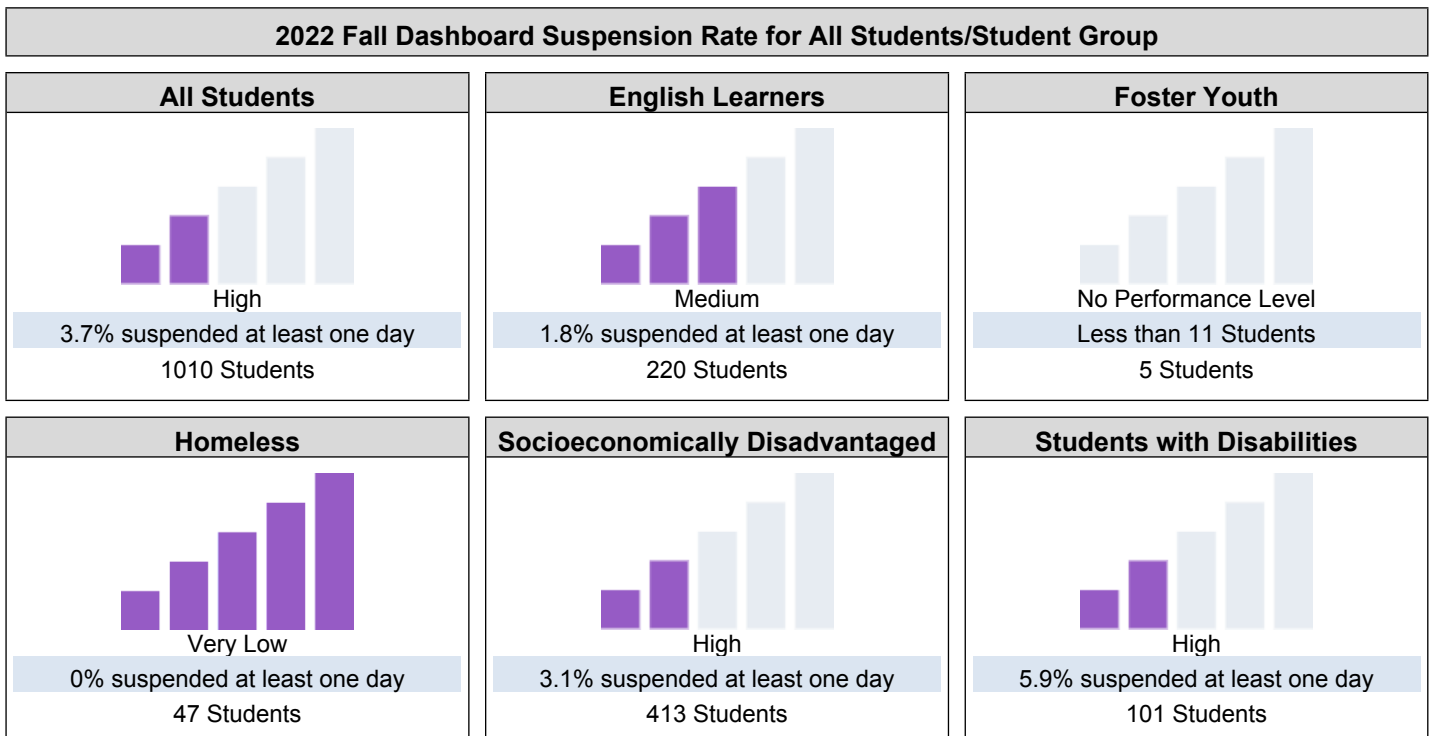 2022 Fall Dashboard Suspension Rate for All Students/Student Group
All Students
High
3.7% suspended at least one day
1010 Students
English Learners
Medium
1.8% suspended at least one day
220 Students
Foster Youth
No Performance Level
Less than 11 Students
5 Students
Homeless
Very Low
0% suspended at least one day
47 Students
Socioeconomically Disadvantaged
High
3.1% suspended at least one day
413 Students
Students with Disabilities
High
5.9% suspended at least one day
101 Students